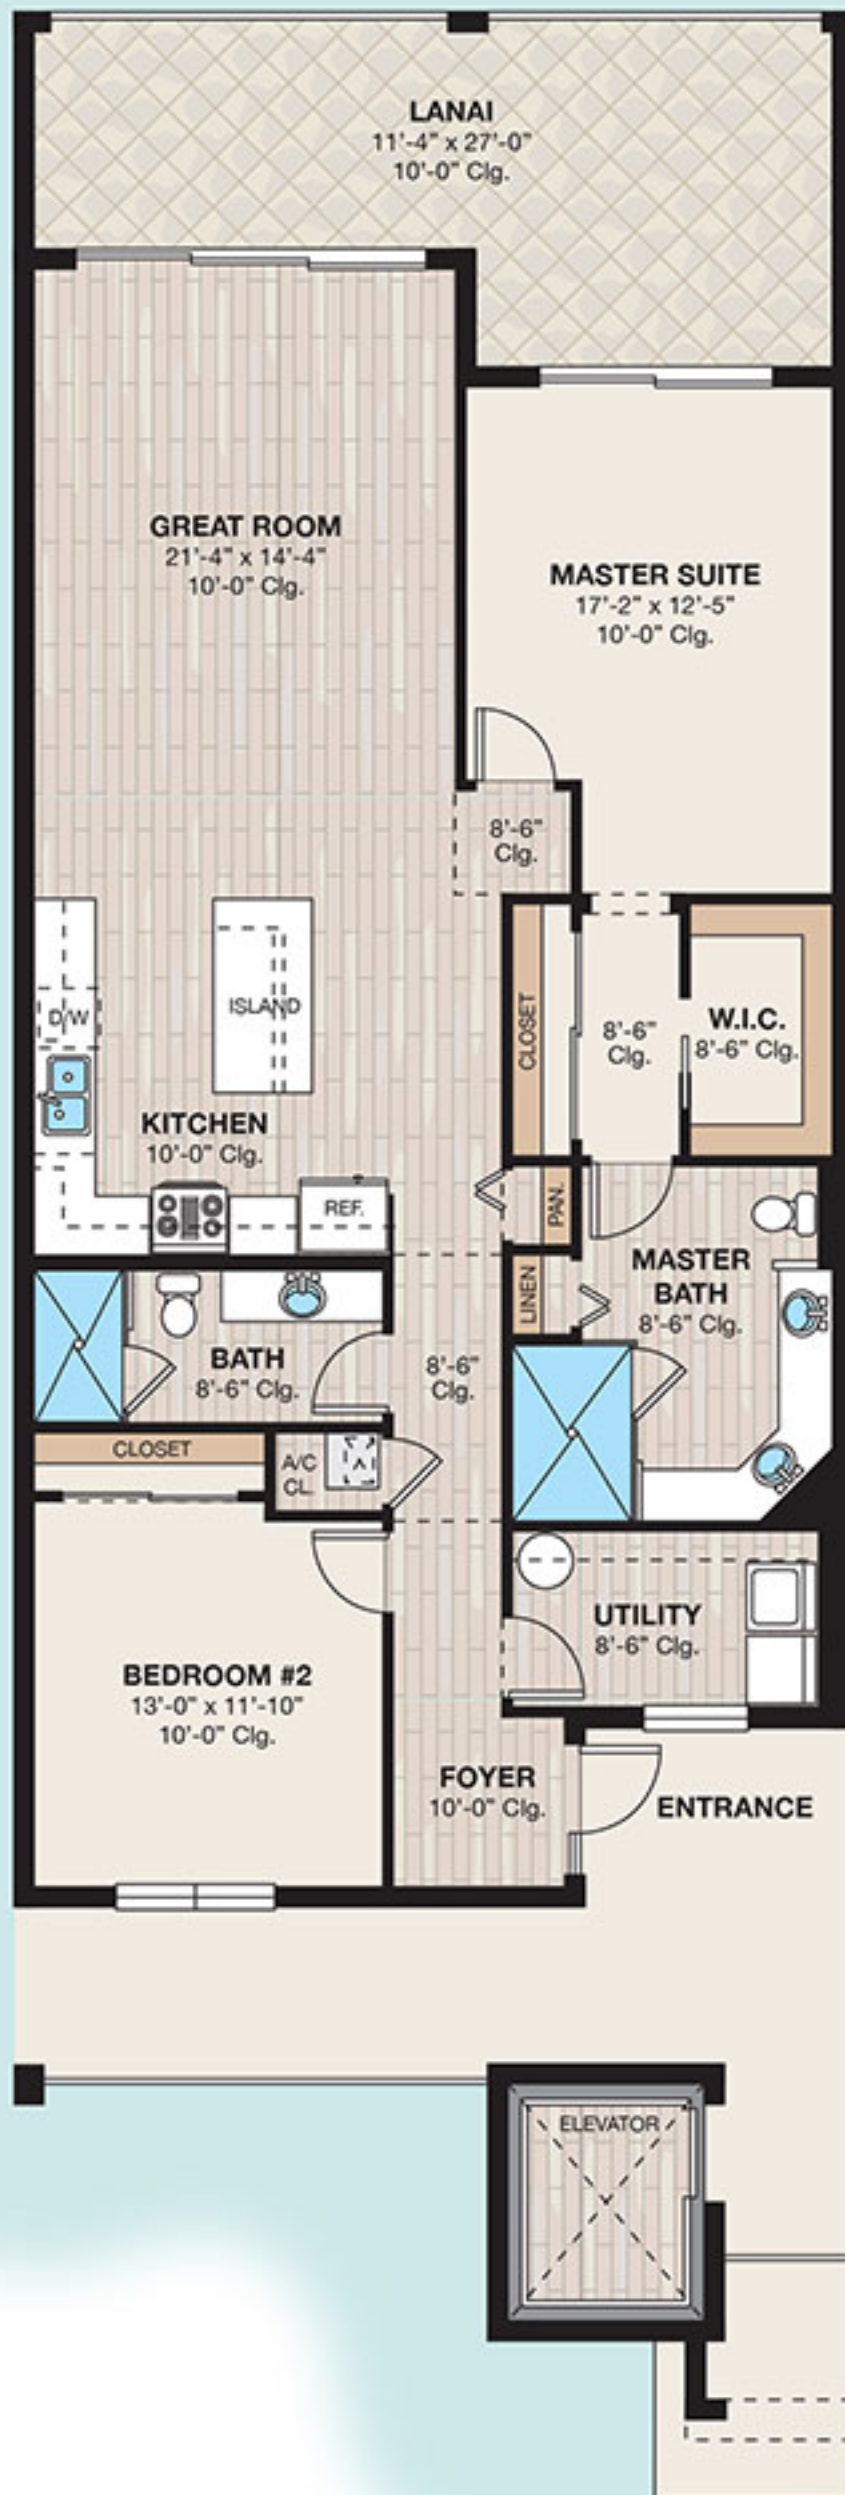 LANAI
11'-4" x 27'-0"
10'-0" Clg.
GREAT ROOM
21'-4" x 14'-4"
10'-0" Clg.
MASTER SUITE
17'-2" x 12'-5"
10'-0" Clg.
8'-6"
Clg.
D/W
ISLAND
CLOSET
8'-6"
Clg.
W.I.C.
8'-6" Clg.
KITCHEN
10'-0" Clg.
REF.
PAN.
LINEN
MASTER
BATH
8'-6" Clg.
BATH
8'-6" Clg.
8'-6"
Clg.
CLOSET
A/C
CL.
UTILITY
8'-6" Clg.
BEDROOM #2
13'-0" x 11'-10"
10'-0" Clg.
FOYER
10'-0" Clg.
ENTRANCE
ELEVATOR